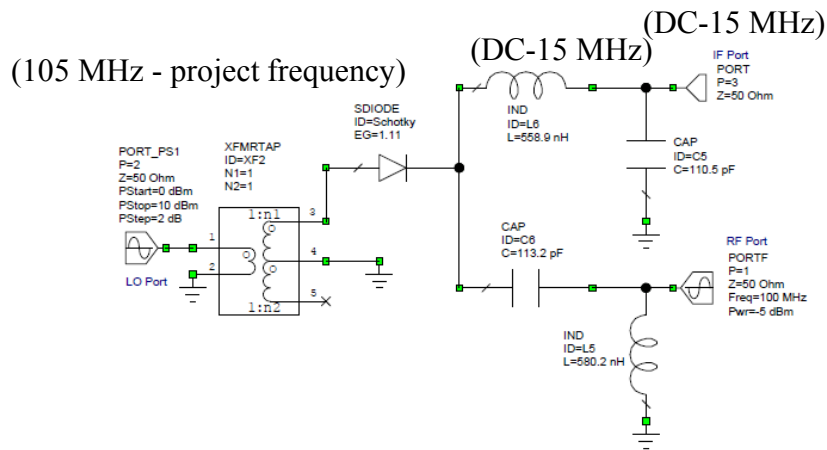 (DC-15 MHz)
(DC-15 MHz)
(105 MHz - project frequency)
IF Port
PORT
P=3
Z=50 Ohm
IND
ID=L6
L=558.9 nH
SDIODE
ID=Schotky
EG=1.11
CAP
ID=C5
C=110.5 pF
PORT_PS1
P=2
Z=50 Ohm
PStart=0 dBm
PStop=10 dBm
PStep=2 dB
XFMRTAP
ID=XF2
N1=1
N2=1
1:n1
3
1
o
o
4
2
o
5
1:n2
LO Port
CAP
ID=C6
C=113.2 pF
RF Port
PORTF
P=1
Z=50 Ohm
Freq=100 MHz
Pwr=-5 dBm
IND
ID=L5
L=580.2 nH